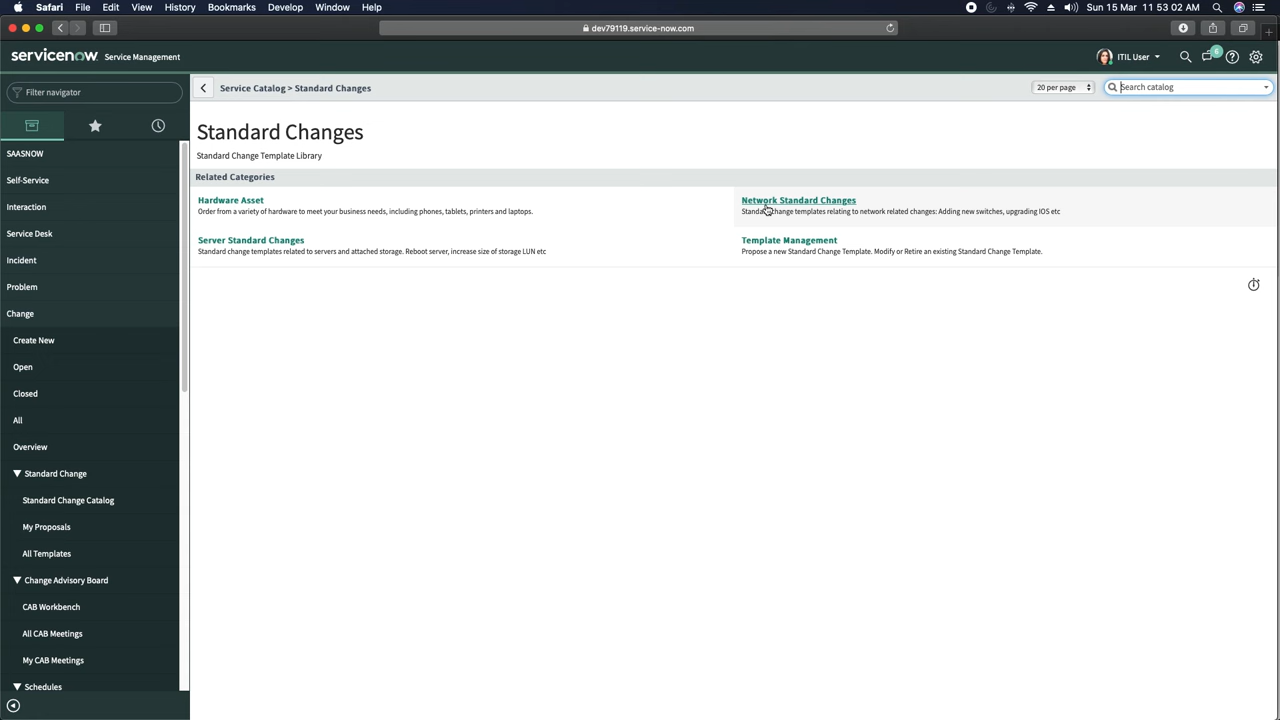 Safari File Edit View History Bookmarks Develop Window Help Sun 15 Mar 11 53 02 AM
dev79119.service-now.com
servicenow Service Management
ITIL User
6
Filter navigator
Service Catalog > Standard Changes
20 per page
Search catalog
Standard Changes
Standard Change Template Library
Related Categories
Hardware Asset
Order from a variety of hardware to meet your business needs, including phones, tablets, printers and laptops.
Network Standard Changes
Standard change templates relating to network related changes: Adding new switches, upgrading IOS etc
Server Standard Changes
Standard change templates related to servers and attached storage. Reboot server, increase size of storage LUN etc
Template Management
Propose a new Standard Change Template. Modify or Retire an existing Standard Change Template.
SAASNOW
Self-Service
Interaction
Service Desk
Incident
Problem
Change
Create New
Open
Closed
All
Overview
Standard Change
Standard Change Catalog
My Proposals
All Templates
Change Advisory Board
CAB Workbench
All CAB Meetings
My CAB Meetings
Schedules